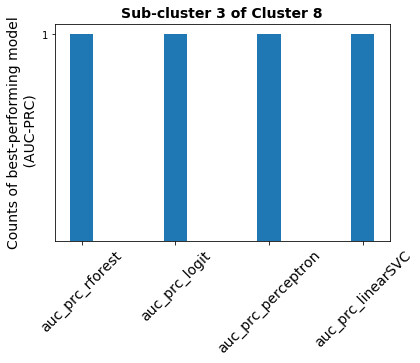 Sub-cluster 3 of Cluster 8
Counts of best-performing model
(AUC-PRC)
1
auc_prc_rforest
auc_prc_logit
auc_prc_perceptron
auc_prc_linearSVC